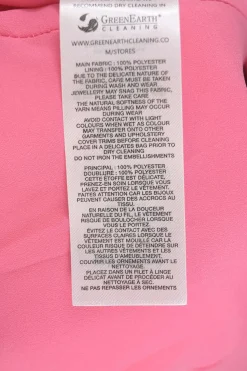 RECOMMEND DRY CLEANING IN
GREENEARTH®
CLEANING
WWW.GREENEARTHCLEANING.COM
M/STORES
MAIN FABRIC : 100% POLYESTER
LINING : 100% POLYESTER
DUE TO THE DELICATE NATURE OF
THE FABRIC, CARE MUST BE TAKEN
DURING WASH AND WEAR
JEWELLERY MAY SNAG THIS FABRIC,
PLEASE TAKE CARE
THE NATURAL SOFTNESS OF THE
YARN MEANS PILLING MAY OCCUR
DURING WEAR
AVOID CONTACT WITH LIGHT
COLOURS WHEN WET AS COLOUR
MAY TRANSFER ONTO OTHER
GARMENTS AND UPHOLSTERY
COVER TRIMS BEFORE CLEANING
PLACE IN A DELICATES BAG PRIOR TO
DRY CLEANING
DO NOT IRON THE EMBELLISHMENTS
PRINCIPAL : 100% POLYESTER
DOUBLURE : 100% POLYESTER
CETTE ÉTOFFE EST DÉLICATE,
PRENEZ-EN SOIN LORSQUE VOUS
LAVEZ ET PORTEZ LE VÊTEMENT.
FAITES ATTENTION CAR LES BIJOUX
PEUVENT CAUSER DES ACCROCS AU
TISSU.
EN RAISON DE LA DOUCEUR
NATURELLE DU FIL, LE VÊTEMENT
RISQUE DE BOULOCHER LORSQUE
VOUS LE PORTEZ.
ÉVITEZ LE CONTACT AVEC DES
SURFACES CLAIRES LORSQUE LE
VÊTEMENT EST MOUILLÉ CAR LA
COULEUR RISQUE DE DÉTEINDRE SUR
LES AUTRES VÊTEMENTS ET LES
TISSUS D'AMEUBLEMENT.
COUVRIR LES ORNEMENTS AVANT LE
NETTOYAGE.
PLACEZ DANS UN FILET À LINGE
DÉLICAT AVANT DE PROCÉDER AU
NETTOYAGE À SEC.
NE PAS REPASSER LES ORNEMENTS